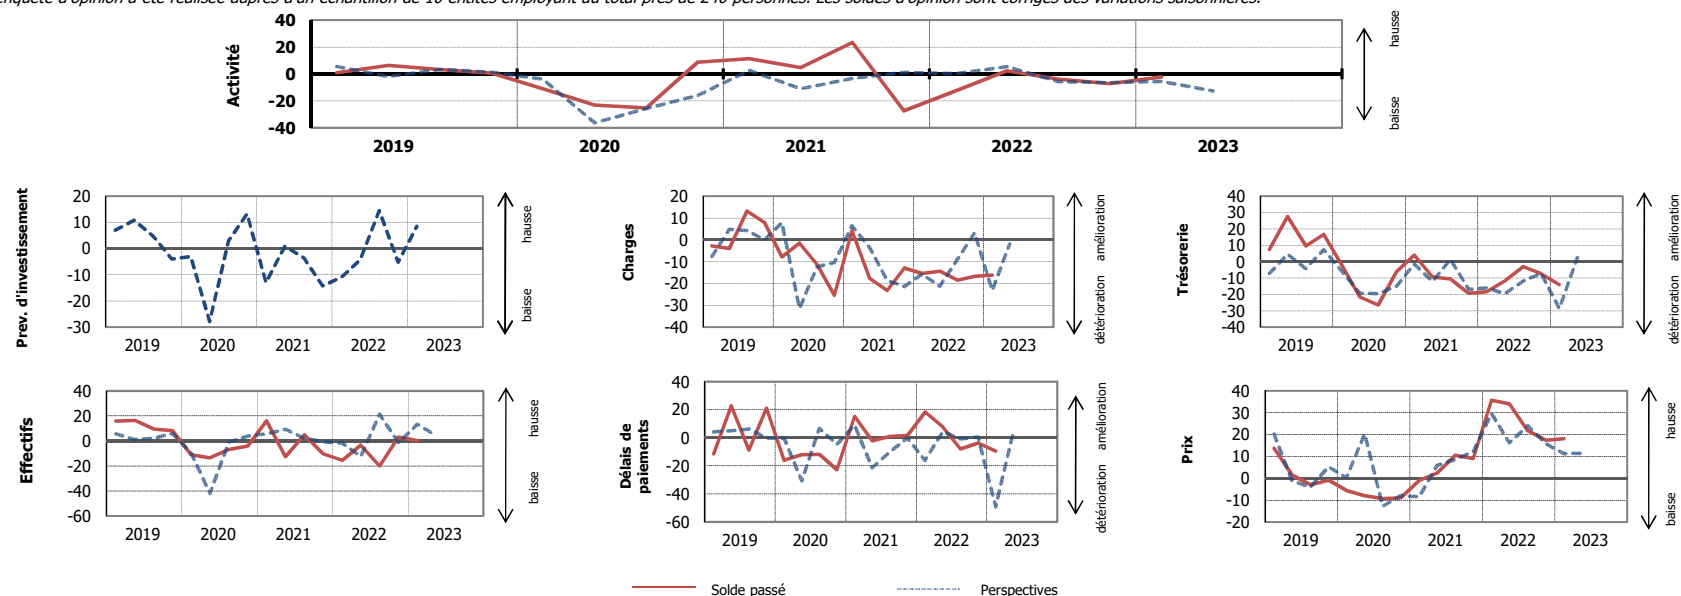 enquête d'opinion a été réalisée auprès d'un échantillon de 10 entités employant au total près de 240 personnes. Les soldes d'opinion sont corrigés des variations saisonnières.
Activité
40
20
0
-20
-40
2019 2020 2021 2022 2023
hausse
baisse
Prev. d'investissement
20
10
0
-10
-20
-30
2019 2020 2021 2022 2023
hausse
baisse
Charges
20
10
0
-10
-20
-30
-40
2019 2020 2021 2022 2023
amélioration
détérioration
Trésorerie
40
30
20
10
0
-10
-20
-30
-40
2019 2020 2021 2022 2023
amélioration
détérioration
Effectifs
40
20
0
-20
-40
-60
2019 2020 2021 2022 2023
hausse
baisse
Délais de
paiements
40
20
0
-20
-40
-60
2019 2020 2021 2022 2023
amélioration
détérioration
Prix
40
30
20
10
0
-10
-20
2019 2020 2021 2022 2023
hausse
baisse
Solde passé Perspectives